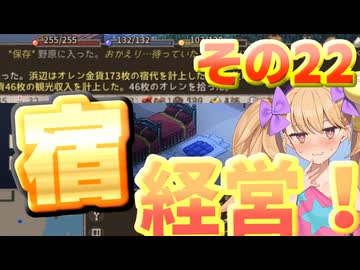 255/255 132/132 102/102
*保存* 野原に入った。おかえり…待っていた
った。浜辺はオレン金貨173枚の宿代を計上した。
貨46枚の観光収入を計上した。46枚のオレンを拾っ
その22
宿
経営！